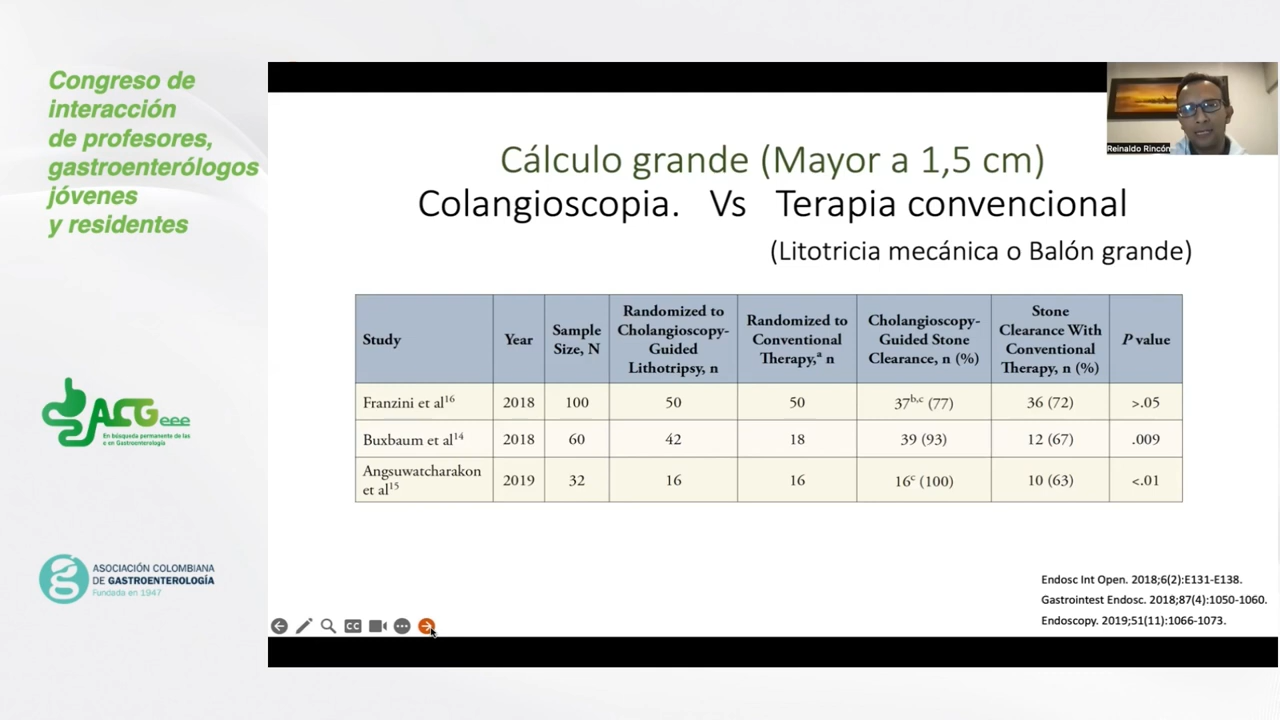 Congreso de
interacción
de profesores,
gastroenterólogos
jóvenes
y residentes
ACGeee
En búsqueda permanente de las
e en Gastroenterología
ASOCIACIÓN COLOMBIANA
DE GASTROENTEROLOGÍA
Fundada en 1947
Reinaldo Rincón
Cálculo grande (Mayor a 1,5 cm)
Colangioscopia. Vs Terapia convencional
(Litotricia mecánica o Balón grande)
Study Year Sample Size, N Randomized to Cholangioscopy-Guided Lithotripsy, n Randomized to Conventional Therapy,ª n Cholangioscopy-Guided Stone Clearance, n (%) Stone Clearance With Conventional Therapy, n (%) P value
Franzini et al¹⁶ 2018 100 50 50 37ᵇ,ᶜ (77) 36 (72) >.05
Buxbaum et al¹⁴ 2018 60 42 18 39 (93) 12 (67) .009
Angsuwatcharakon et al¹⁵ 2019 32 16 16 16ᶜ (100) 10 (63) <.01
Endosc Int Open. 2018;6(2):E131-E138.
Gastrointest Endosc. 2018;87(4):1050-1060.
Endoscopy. 2019;51(11):1066-1073.
CC